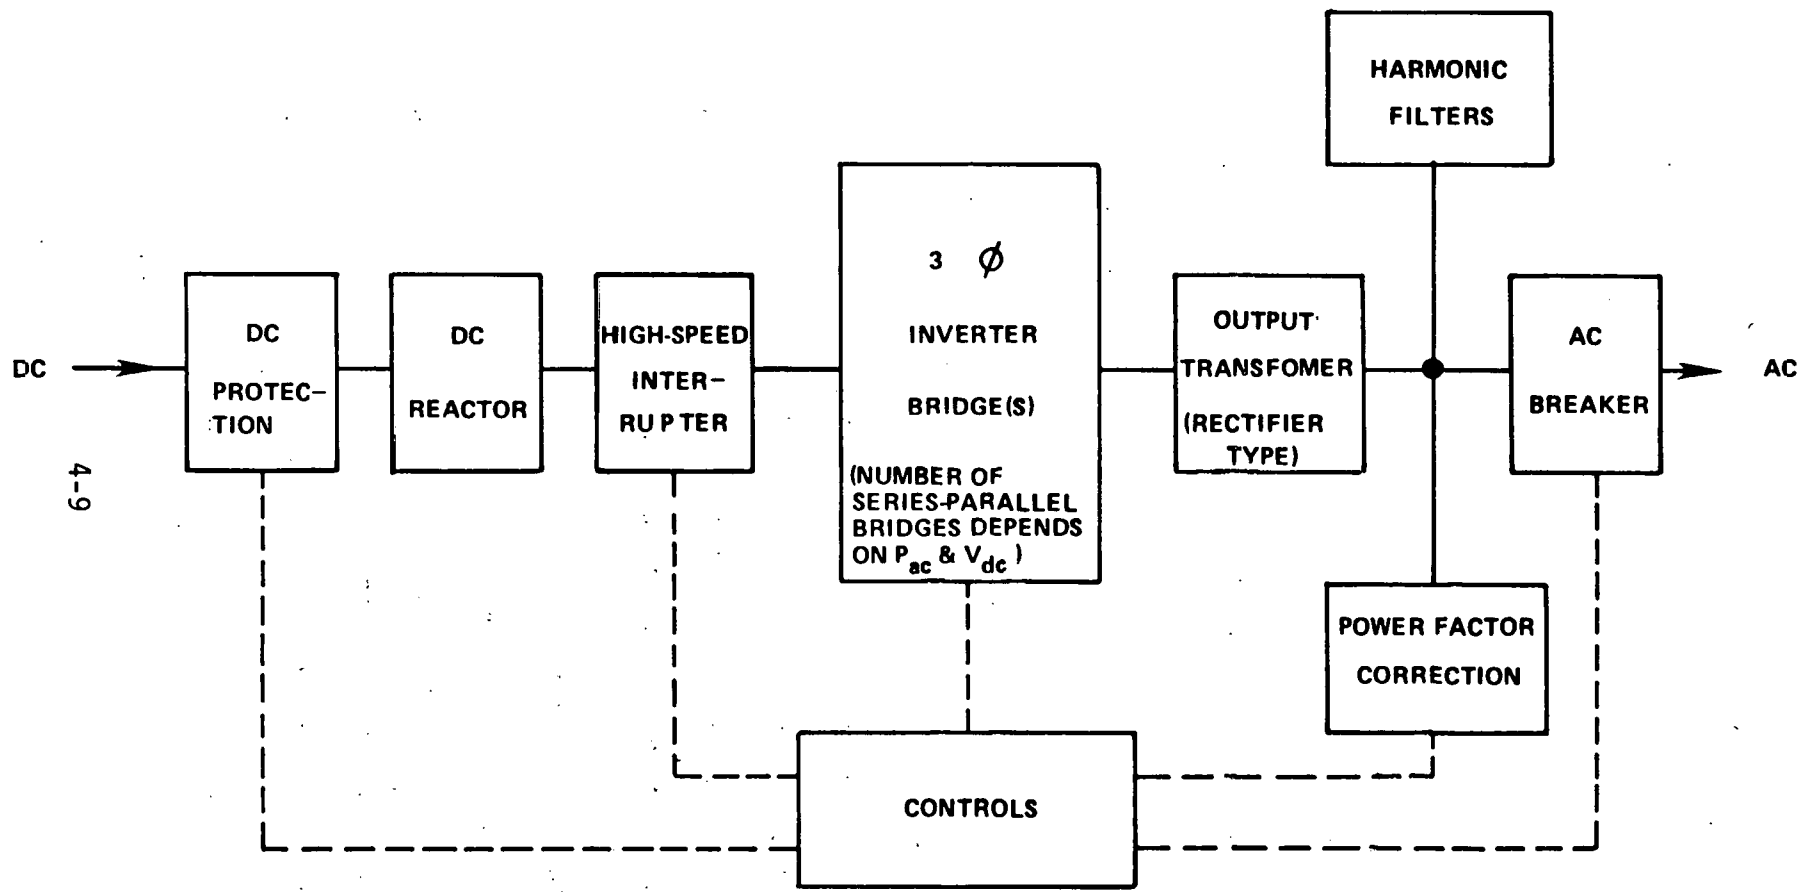 HARMONIC
FILTERS
DC
DC
PROTEC-
TION
DC
REACTOR
HIGH-SPEED
INTER-
RUPTER
3 ϕ
INVERTER
BRIDGE(S)
(NUMBER OF
SERIES-PARALLEL
BRIDGES DEPENDS
ON Pac & Vdc )
OUTPUT
TRANSFOMER
(RECTIFIER
TYPE)
AC
BREAKER
AC
4-9
POWER FACTOR
CORRECTION
CONTROLS